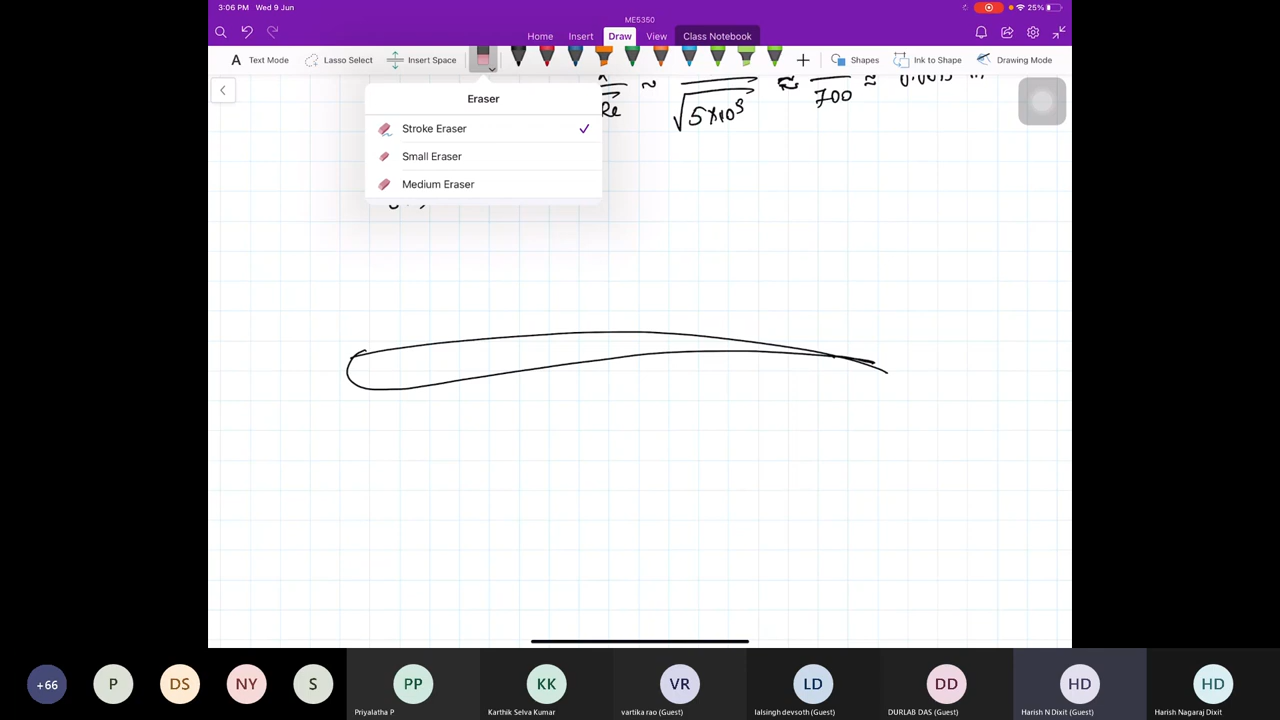 3:06 PM Wed 9 Jun
25%
ME5350
Home Insert Draw View Class Notebook
A Text Mode Lasso Select Insert Space Shapes Ink to Shape Drawing Mode
Eraser
Stroke Eraser
Small Eraser
Medium Eraser
Re ~ √5×10⁵ ≈ 700 ≈
+66 P DS NY S PP KK VR LD DD HD HD
Priyalatha P Karthik Selva Kumar vartika rao (Guest) lalsingh devsoth (Guest) DURLAB DAS (Guest) Harish N Dixit (Guest) Harish Nagaraj Dixit